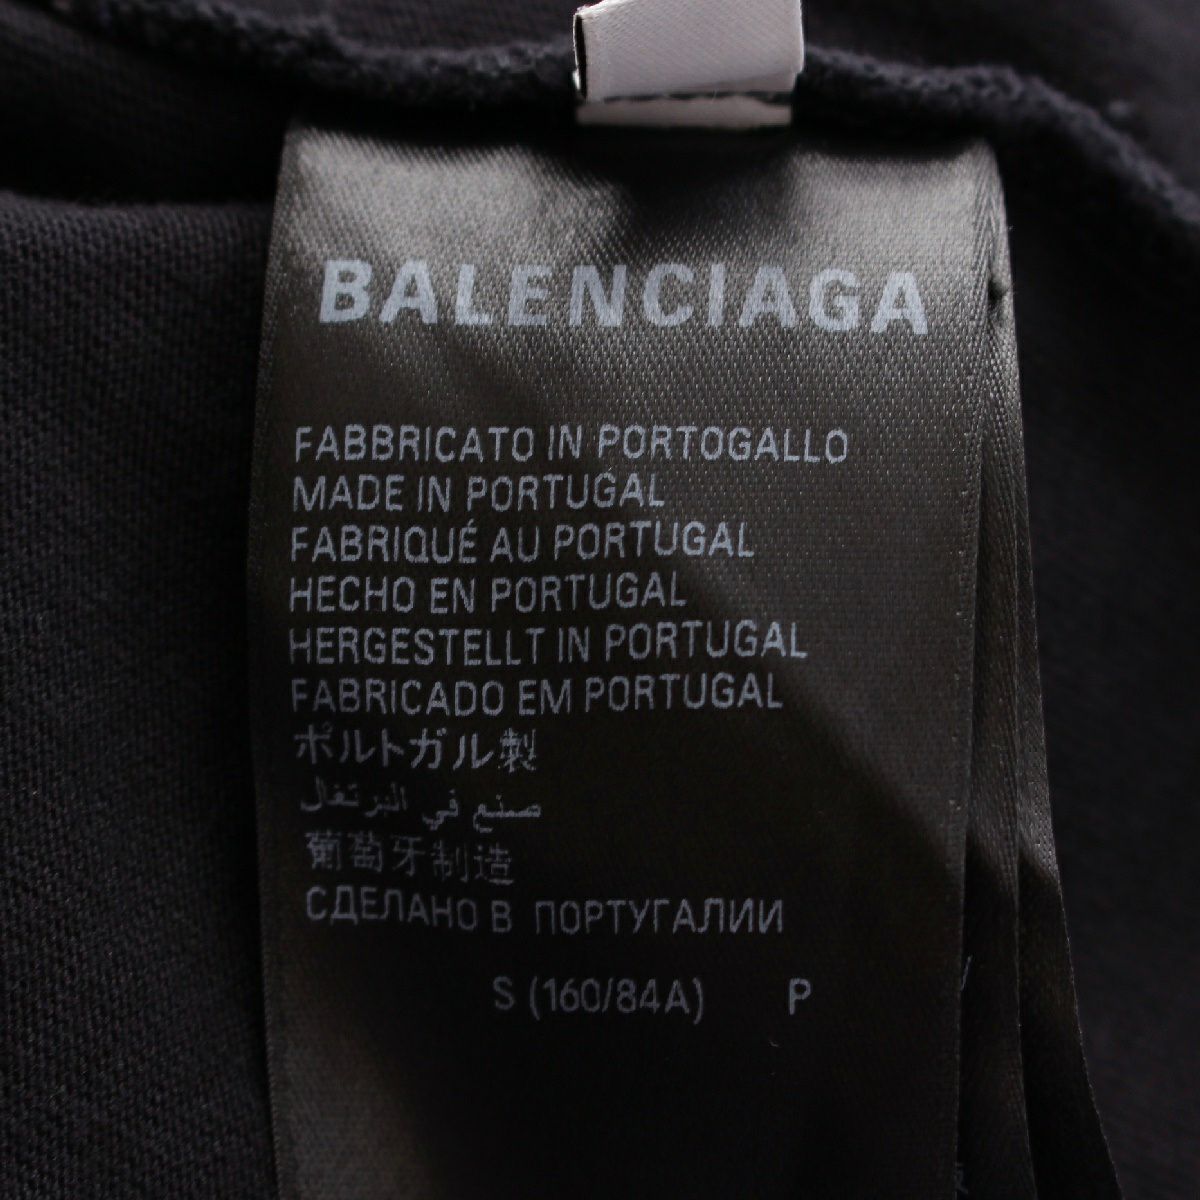 BALENCIAGA
FABBRICATO IN PORTOGALLO
MADE IN PORTUGAL
FABRIQUÉ AU PORTUGAL
HECHO EN PORTUGAL
HERGESTELLT IN PORTUGAL
FABRICADO EM PORTUGAL
ポルトガル製
صنع في البرتغال
葡萄牙制造
СДЕЛАНО В ПОРТУГАЛИИ
S (160/84A) P